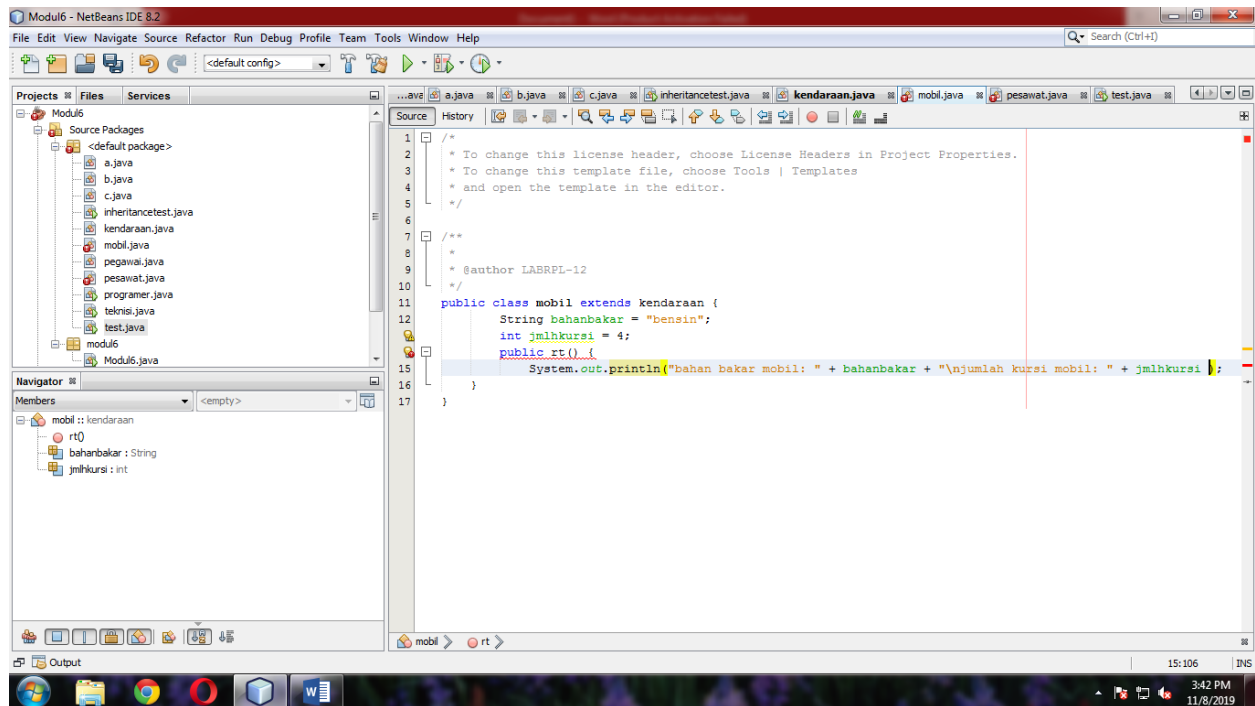 Modul6 - NetBeans IDE 8.2
File Edit View Navigate Source Refactor Run Debug Profile Team Tools Window Help
Search (Ctrl+I)
<default config>
Projects Files Services
Modul6
Source Packages
<default package>
a.java
b.java
c.java
inheritancetest.java
kendaraan.java
mobil.java
pegawai.java
pesawat.java
programer.java
teknisi.java
test.java
modul6
Modul6.java
Navigator
Members <empty>
mobil :: kendaraan
rt()
bahanbakar : String
jmlhkursi : int
...ava a.java b.java c.java inheritancetest.java kendaraan.java mobil.java pesawat.java test.java
Source History
1 /*
2 * To change this license header, choose License Headers in Project Properties.
3 * To change this template file, choose Tools | Templates
4 * and open the template in the editor.
5 */
6
7 /**
8 *
9 * @author LABRPL-12
10 */
11 public class mobil extends kendaraan {
12 String bahanbakar = "bensin";
int jmlhkursi = 4;
public rt() {
15 System.out.println("bahan bakar mobil: " + bahanbakar + "\njumlah kursi mobil: " + jmlhkursi );
16 }
17 }
mobil rt
Output
15:106 INS
3:42 PM
11/8/2019